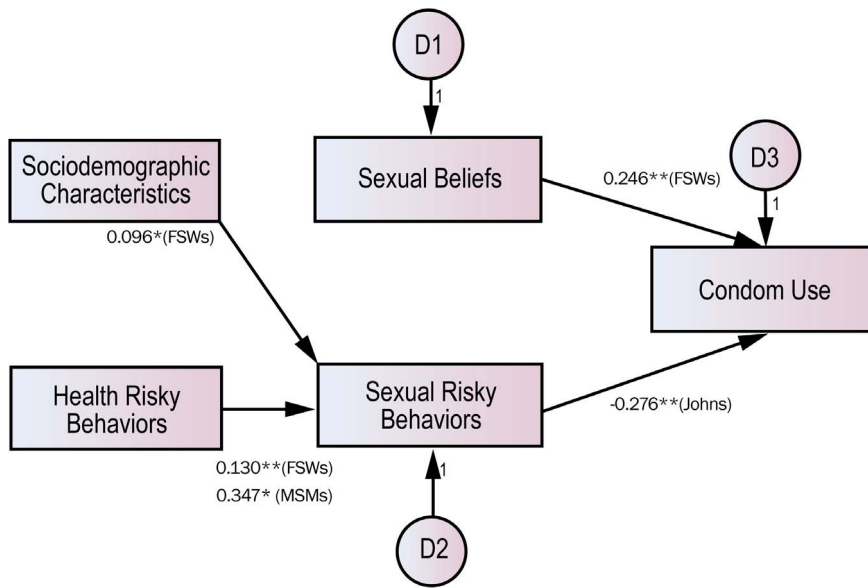 D1
1
Sociodemographic
Characteristics
Sexual Beliefs
D3
0.246**(FSWs)
1
0.096*(FSWs)
Condom Use
Health Risky
Behaviors
Sexual Risky
Behaviors
-0.276**(Johns)
0.130**(FSWs)
0.347* (MSMs)
1
D2